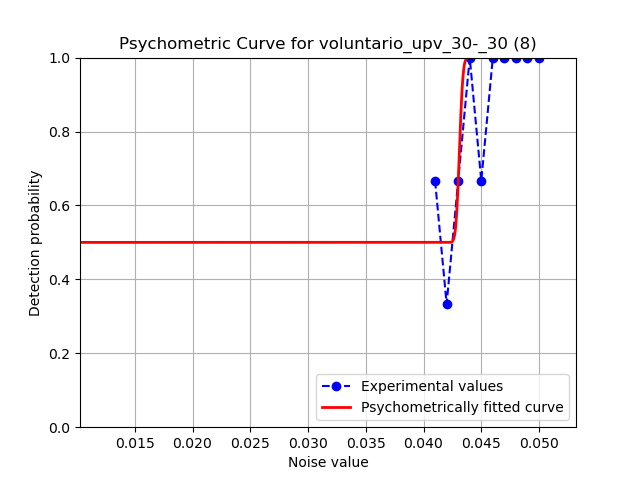 Psychometric Curve for voluntario_upv_30-_30 (8)
1.0
0.8
0.6
0.4
0.2
0.0
Detection probability
Experimental values
Psychometrically fitted curve
0.015 0.020 0.025 0.030 0.035 0.040 0.045 0.050
Noise value